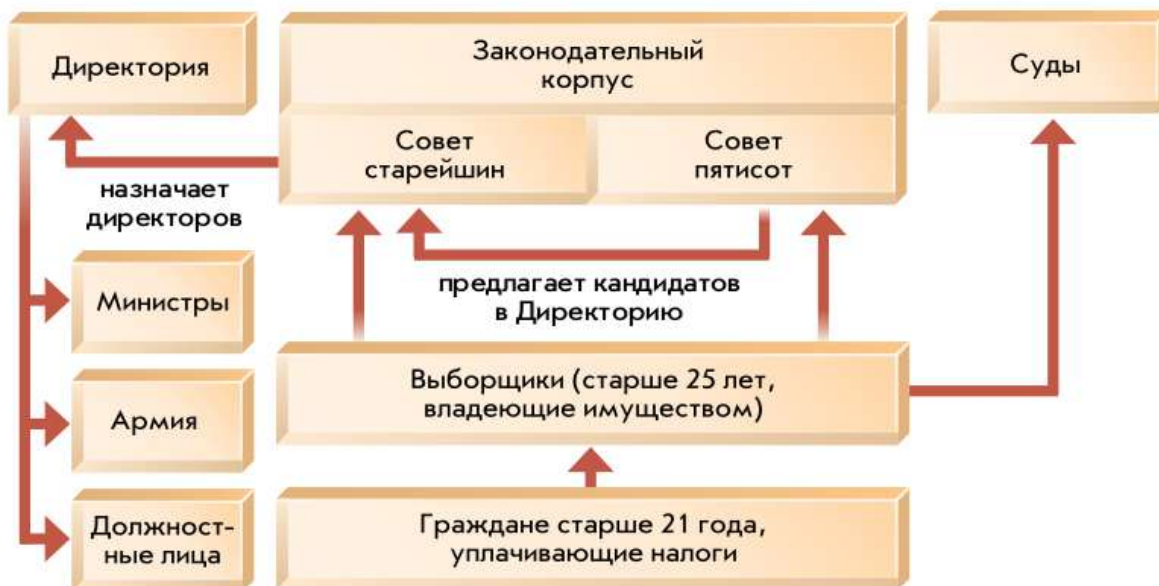 Директория
Законодательный
корпус
Суды
Совет
старейшин
Совет
пятисот
назначает
директоров
предлагает кандидатов
в Директорию
Министры
Выборщики (старше 25 лет,
владеющие имуществом)
Армия
Должност-
ные лица
Граждане старше 21 года,
уплачивающие налоги